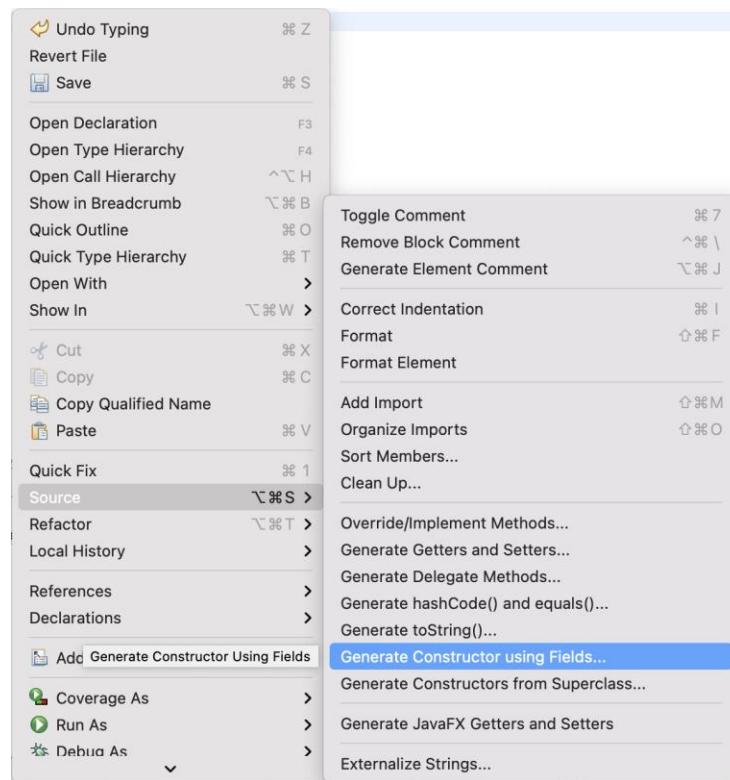 Undo Typing ⌘ Z
Revert File
Save ⌘ S
Open Declaration F3
Open Type Hierarchy F4
Open Call Hierarchy ^⌥ H
Show in Breadcrumb ⌥⌘ B
Quick Outline ⌘ O
Quick Type Hierarchy ⌘ T
Open With >
Show In ⌥⌘ W >
Cut ⌘ X
Copy ⌘ C
Copy Qualified Name
Paste ⌘ V
Quick Fix ⌘ 1
Source ⌥⌘ S >
Refactor ⌥⌘ T >
Local History >
References >
Declarations >
Add
Generate Constructor Using Fields
Coverage As >
Run As >
Debug As >
Toggle Comment ⌘ 7
Remove Block Comment ^⌘ \
Generate Element Comment ⌥⌘ J
Correct Indentation ⌘ I
Format ⇧⌘ F
Format Element
Add Import ⇧⌘ M
Organize Imports ⇧⌘ O
Sort Members...
Clean Up...
Override/Implement Methods...
Generate Getters and Setters...
Generate Delegate Methods...
Generate hashCode() and equals()...
Generate toString()...
Generate Constructor using Fields...
Generate Constructors from Superclass...
Generate JavaFX Getters and Setters
Externalize Strings...